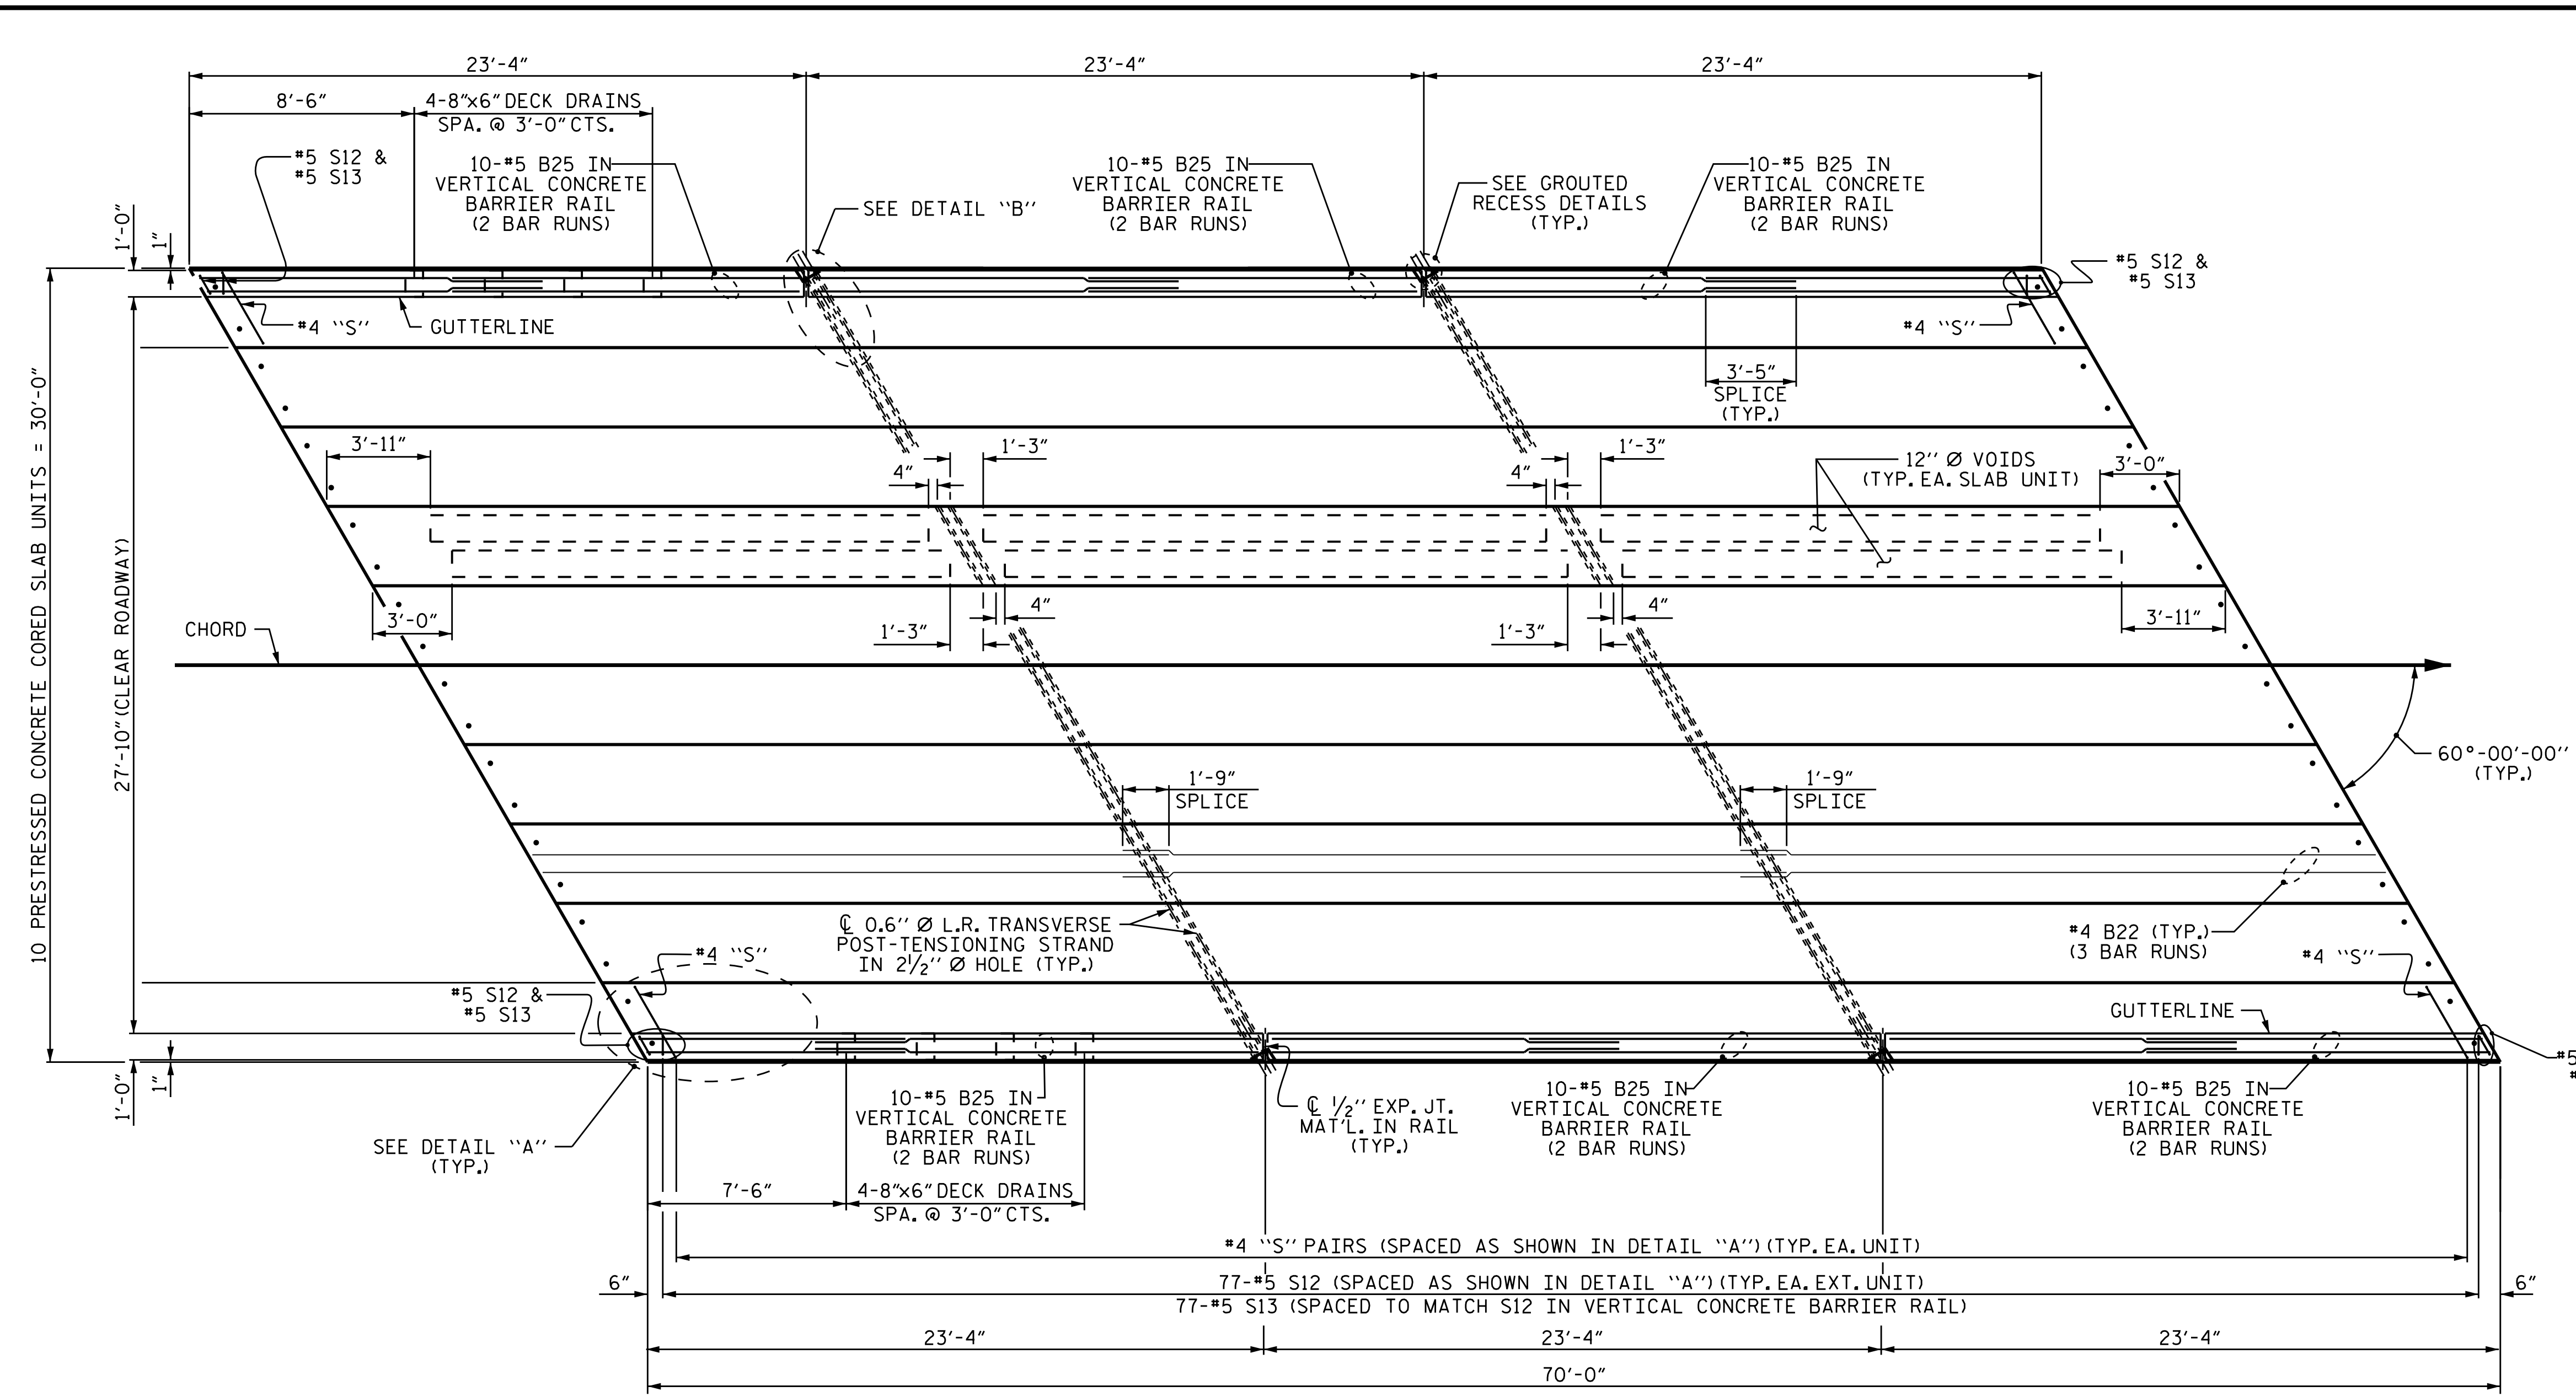 23'-4"
23'-4"
23'-4"
8'-6"
4-8"x6" DECK DRAINS
SPA. @ 3'-0" CTS.
#5 S12 &
#5 S13
10-#5 B25 IN
VERTICAL CONCRETE
BARRIER RAIL
(2 BAR RUNS)
SEE DETAIL "B"
10-#5 B25 IN
VERTICAL CONCRETE
BARRIER RAIL
(2 BAR RUNS)
SEE GROUTED
RECESS DETAILS
(TYP.)
10-#5 B25 IN
VERTICAL CONCRETE
BARRIER RAIL
(2 BAR RUNS)
#5 S12 &
#5 S13
1'-0"
1"
#4 "S"
GUTTERLINE
#4 "S"
3'-5"
SPLICE
(TYP.)
10 PRESTRESSED CONCRETE CORED SLAB UNITS = 30'-0"
27'-10" (CLEAR ROADWAY)
3'-11"
4"
1'-3"
4"
1'-3"
12" Ø VOIDS
(TYP. EA. SLAB UNIT)
3'-0"
CHORD
3'-0"
1'-3"
4"
1'-3"
4"
3'-11"
60°-00'-00"
(TYP.)
1'-9"
SPLICE
1'-9"
SPLICE
℄ 0.6" Ø L.R. TRANSVERSE
POST-TENSIONING STRAND
IN 2½" Ø HOLE (TYP.)
#4 B22 (TYP.)
(3 BAR RUNS)
#4 "S"
#4 "S"
#5 S12 &
#5 S13
GUTTERLINE
1'-0"
1"
#5
#
SEE DETAIL "A"
(TYP.)
10-#5 B25 IN
VERTICAL CONCRETE
BARRIER RAIL
(2 BAR RUNS)
℄ ½" EXP. JT.
MAT'L. IN RAIL
(TYP.)
10-#5 B25 IN
VERTICAL CONCRETE
BARRIER RAIL
(2 BAR RUNS)
10-#5 B25 IN
VERTICAL CONCRETE
BARRIER RAIL
(2 BAR RUNS)
7'-6"
4-8"x6" DECK DRAINS
SPA. @ 3'-0" CTS.
#4 "S" PAIRS (SPACED AS SHOWN IN DETAIL "A") (TYP. EA. UNIT)
6"
77-#5 S12 (SPACED AS SHOWN IN DETAIL "A") (TYP. EA. EXT. UNIT)
6"
77-#5 S13 (SPACED TO MATCH S12 IN VERTICAL CONCRETE BARRIER RAIL)
23'-4"
23'-4"
23'-4"
70'-0"